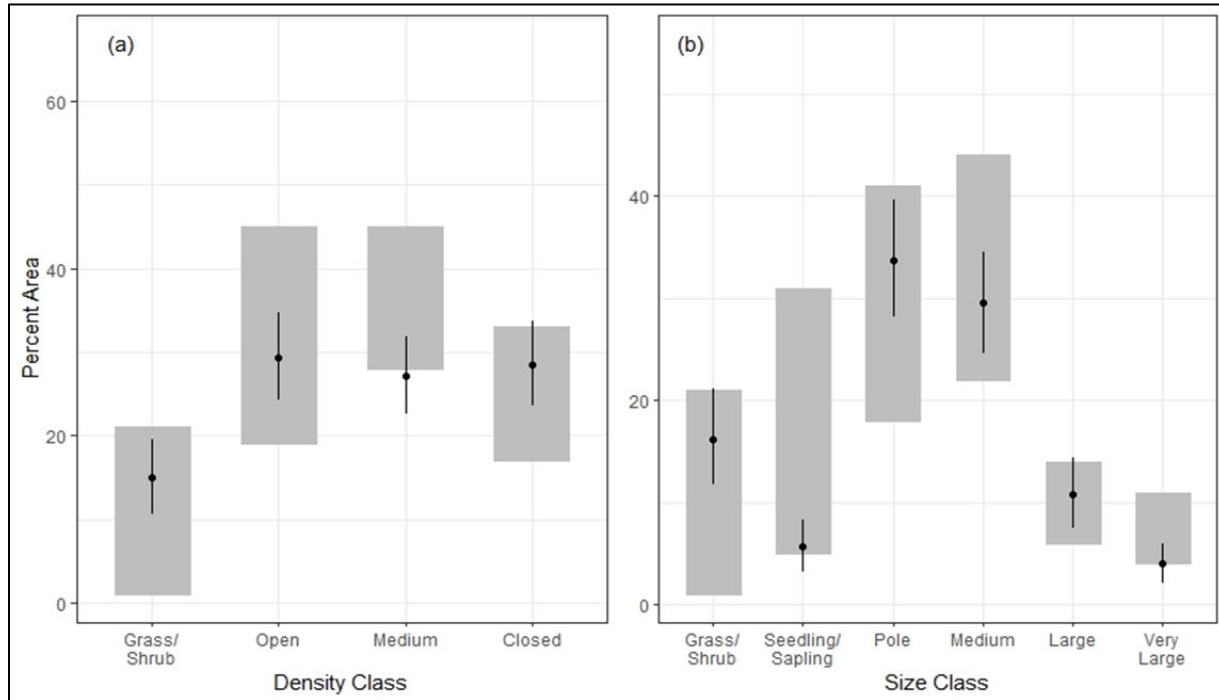 (a)
Percent Area
60
40
20
0
Grass/
Shrub
Open
Medium
Closed
Density Class
(b)
40
20
0
Grass/
Shrub
Seedling/
Sapling
Pole
Medium
Large
Very
Large
Size Class